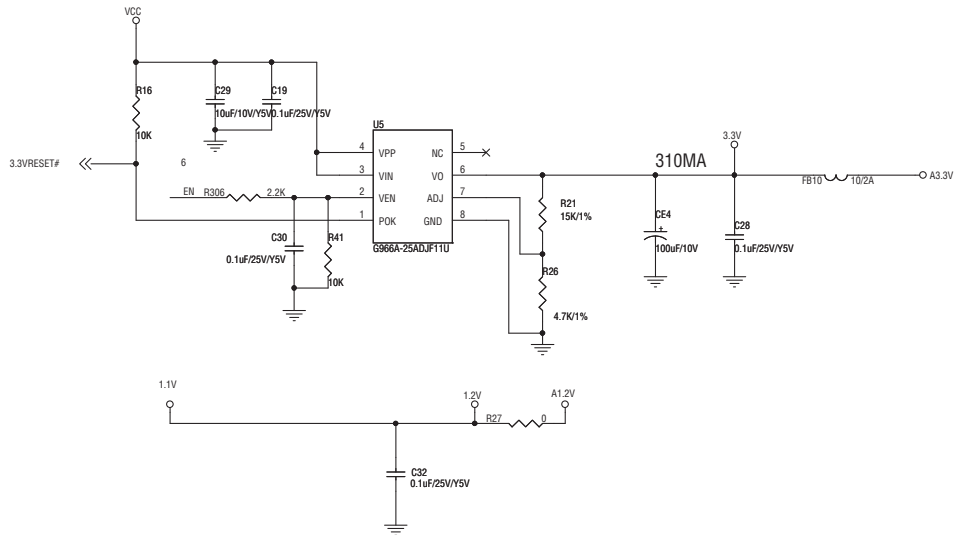 VCC
R16
10K
C29
10uF/10V/Y5V
C19
0.1uF/25V/Y5V
3.3VRESET#
6
U5
4 VPP NC 5
3 VIN VO 6
2 VEN ADJ 7
1 POK GND 8
G966A-25ADJF11U
EN R306 2.2K
C30
0.1uF/25V/Y5V
R41
10K
R21
15K/1%
R26
4.7K/1%
310MA
3.3V
CE4
+
100uF/10V
C28
0.1uF/25V/Y5V
FB10 10/2A
A3.3V
1.1V
1.2V
A1.2V
R27 0
C32
0.1uF/25V/Y5V